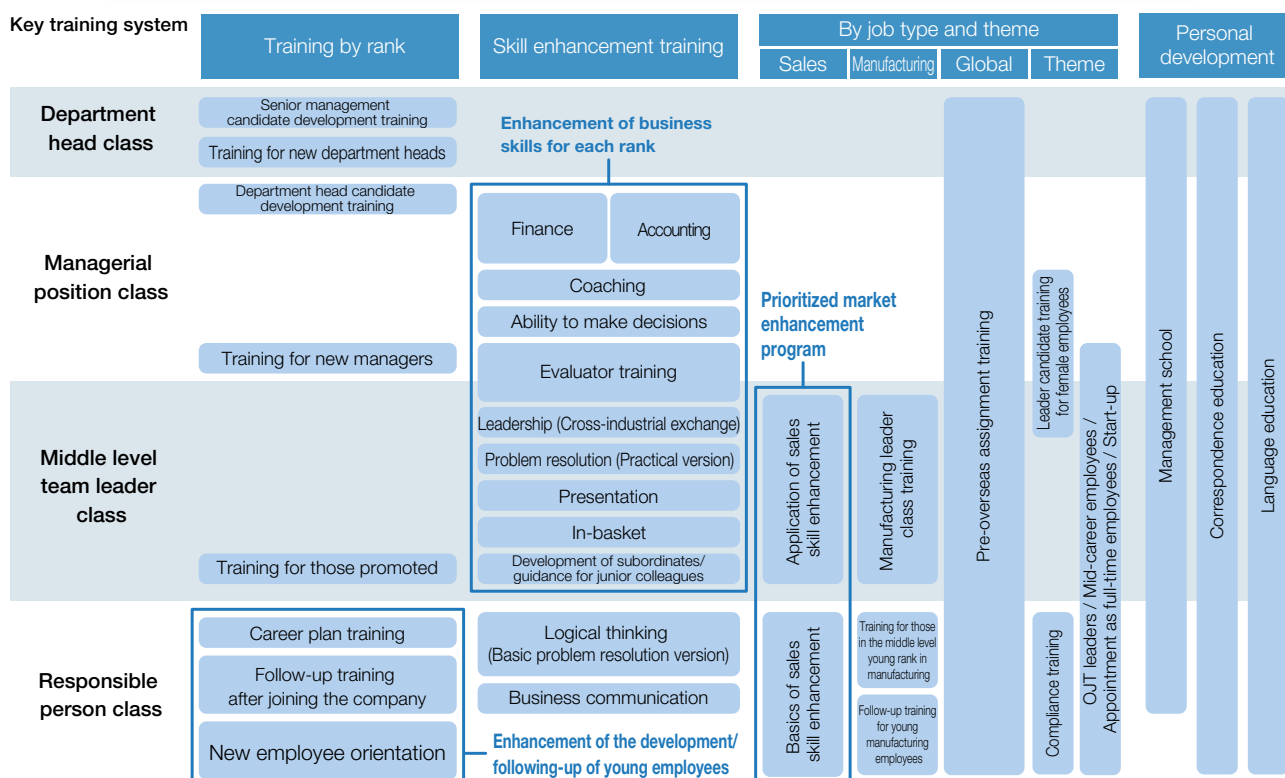 Key training system
Training by rank
Skill enhancement training
By job type and theme
Sales
Manufacturing
Global
Theme
Personal
development
Department
head class
Senior management
candidate development training
Training for new department heads
Enhancement of business
skills for each rank
Managerial
position class
Department head candidate
development training
Training for new managers
Finance
Accounting
Coaching
Ability to make decisions
Evaluator training
Prioritized market
enhancement
program
Middle level
team leader
class
Training for those promoted
Leadership (Cross-industrial exchange)
Problem resolution (Practical version)
Presentation
In-basket
Development of subordinates/
guidance for junior colleagues
Application of sales
skill enhancement
Manufacturing leader
class training
Pre-overseas assignment training
Leader candidate training
for female employees
OJT leaders / Mid-career employees /
Appointment as full-time employees / Start-up
Management school
Correspondence education
Language education
Responsible
person class
Career plan training
Follow-up training
after joining the company
New employee orientation
Logical thinking
(Basic problem resolution version)
Business communication
Enhancement of the development/
following-up of young employees
Basics of sales
skill enhancement
Training for those
in the middle level
young rank in
manufacturing
Follow-up training
for young
manufacturing
employees
Compliance training